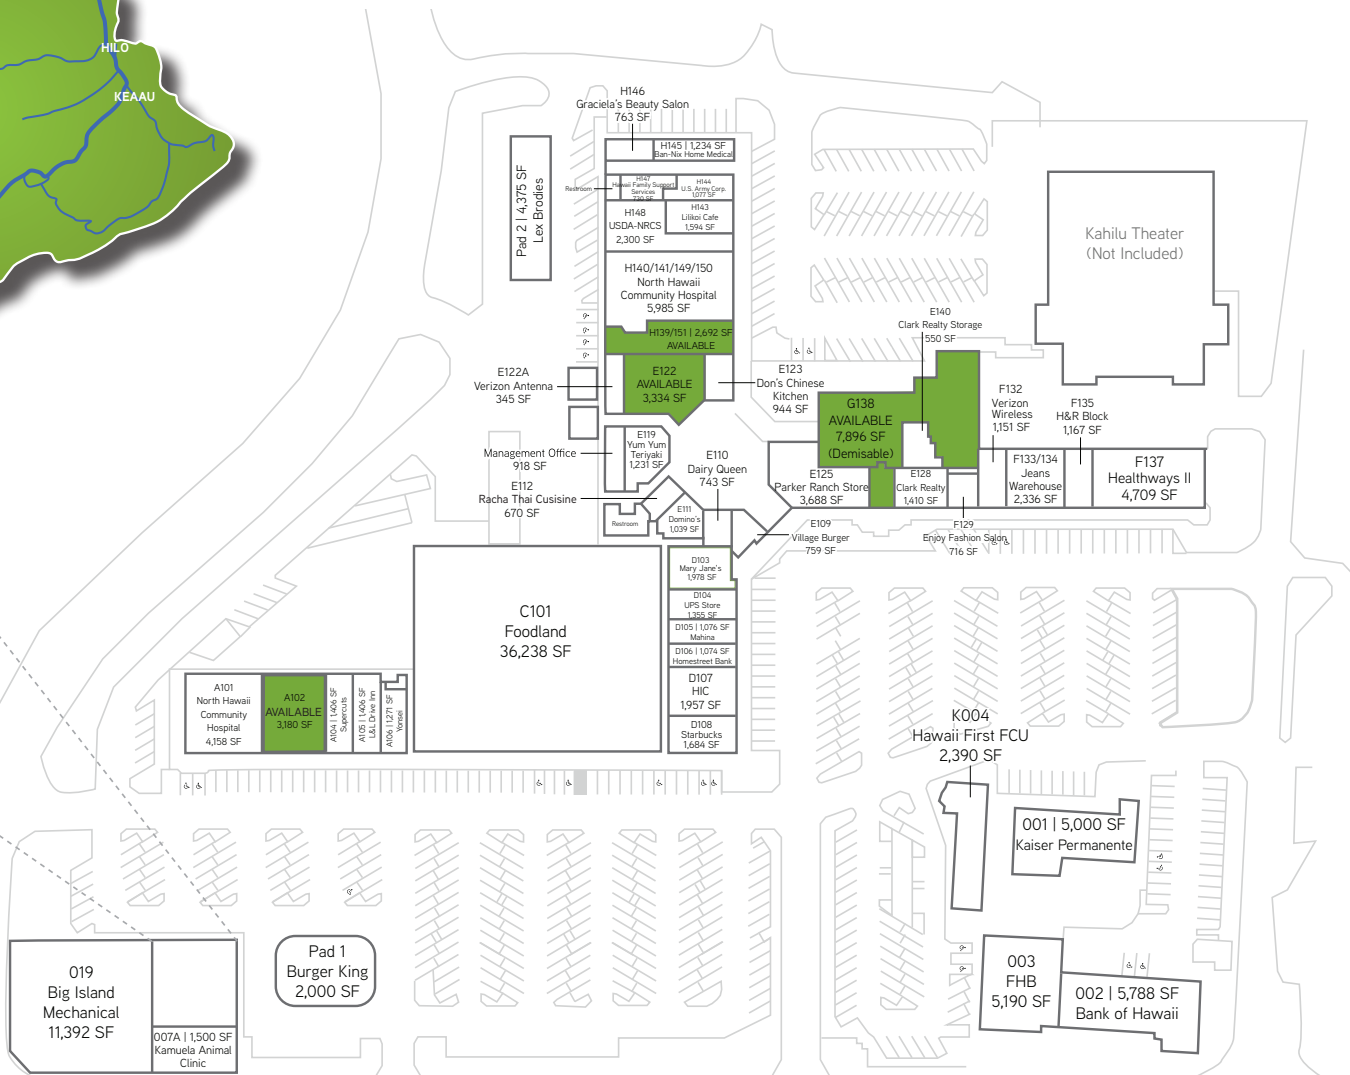 HILO
KEAAU
H146
Graciela's Beauty Salon
763 SF
H145 | 1,234 SF
Ban-Nix Home Medical
Restroom
H147
Hawaii Family Support
Services
730 SF
H144
U.S. Army Corp.
1,077 SF
H148
USDA-NRCS
2,300 SF
H143
Lilikoi Cafe
1,594 SF
Pad 2 | 4,375 SF
Lex Brodies
H140/141/149/150
North Hawaii
Community Hospital
5,985 SF
H139/151 | 2,692 SF
AVAILABLE
Kahilu Theater
(Not Included)
E140
Clark Realty Storage
550 SF
E122A
Verizon Antenna
345 SF
E122
AVAILABLE
3,334 SF
E123
Don's Chinese
Kitchen
944 SF
G138
AVAILABLE
7,896 SF
(Demisable)
F132
Verizon
Wireless
1,151 SF
F135
H&R Block
1,167 SF
Management Office
918 SF
E119
Yum Yum
Teriyaki
1,231 SF
E110
Dairy Queen
743 SF
E112
Racha Thai Cusisine
670 SF
Restroom
E111
Domino's
1,039 SF
E125
Parker Ranch Store
3,688 SF
E128
Clark Realty
1,410 SF
F133/134
Jeans
Warehouse
2,336 SF
F137
Healthways II
4,709 SF
E109
Village Burger
759 SF
F129
Enjoy Fashion Salon
716 SF
C101
Foodland
36,238 SF
D103
Mary Jane's
1,978 SF
D104
UPS Store
1,355 SF
D105 | 1,076 SF
Mahina
D106 | 1,074 SF
Homestreet Bank
D107
HIC
1,957 SF
D108
Starbucks
1,684 SF
A101
North Hawaii
Community
Hospital
4,158 SF
A102
AVAILABLE
3,180 SF
A104 | 1,406 SF
Supercuts
A105 | 1,406 SF
L&L Drive Inn
A106 | 1,271 SF
Yonsei
K004
Hawaii First FCU
2,390 SF
001 | 5,000 SF
Kaiser Permanente
003
FHB
5,190 SF
002 | 5,788 SF
Bank of Hawaii
019
Big Island
Mechanical
11,392 SF
007A | 1,500 SF
Kamuela Animal
Clinic
Pad 1
Burger King
2,000 SF